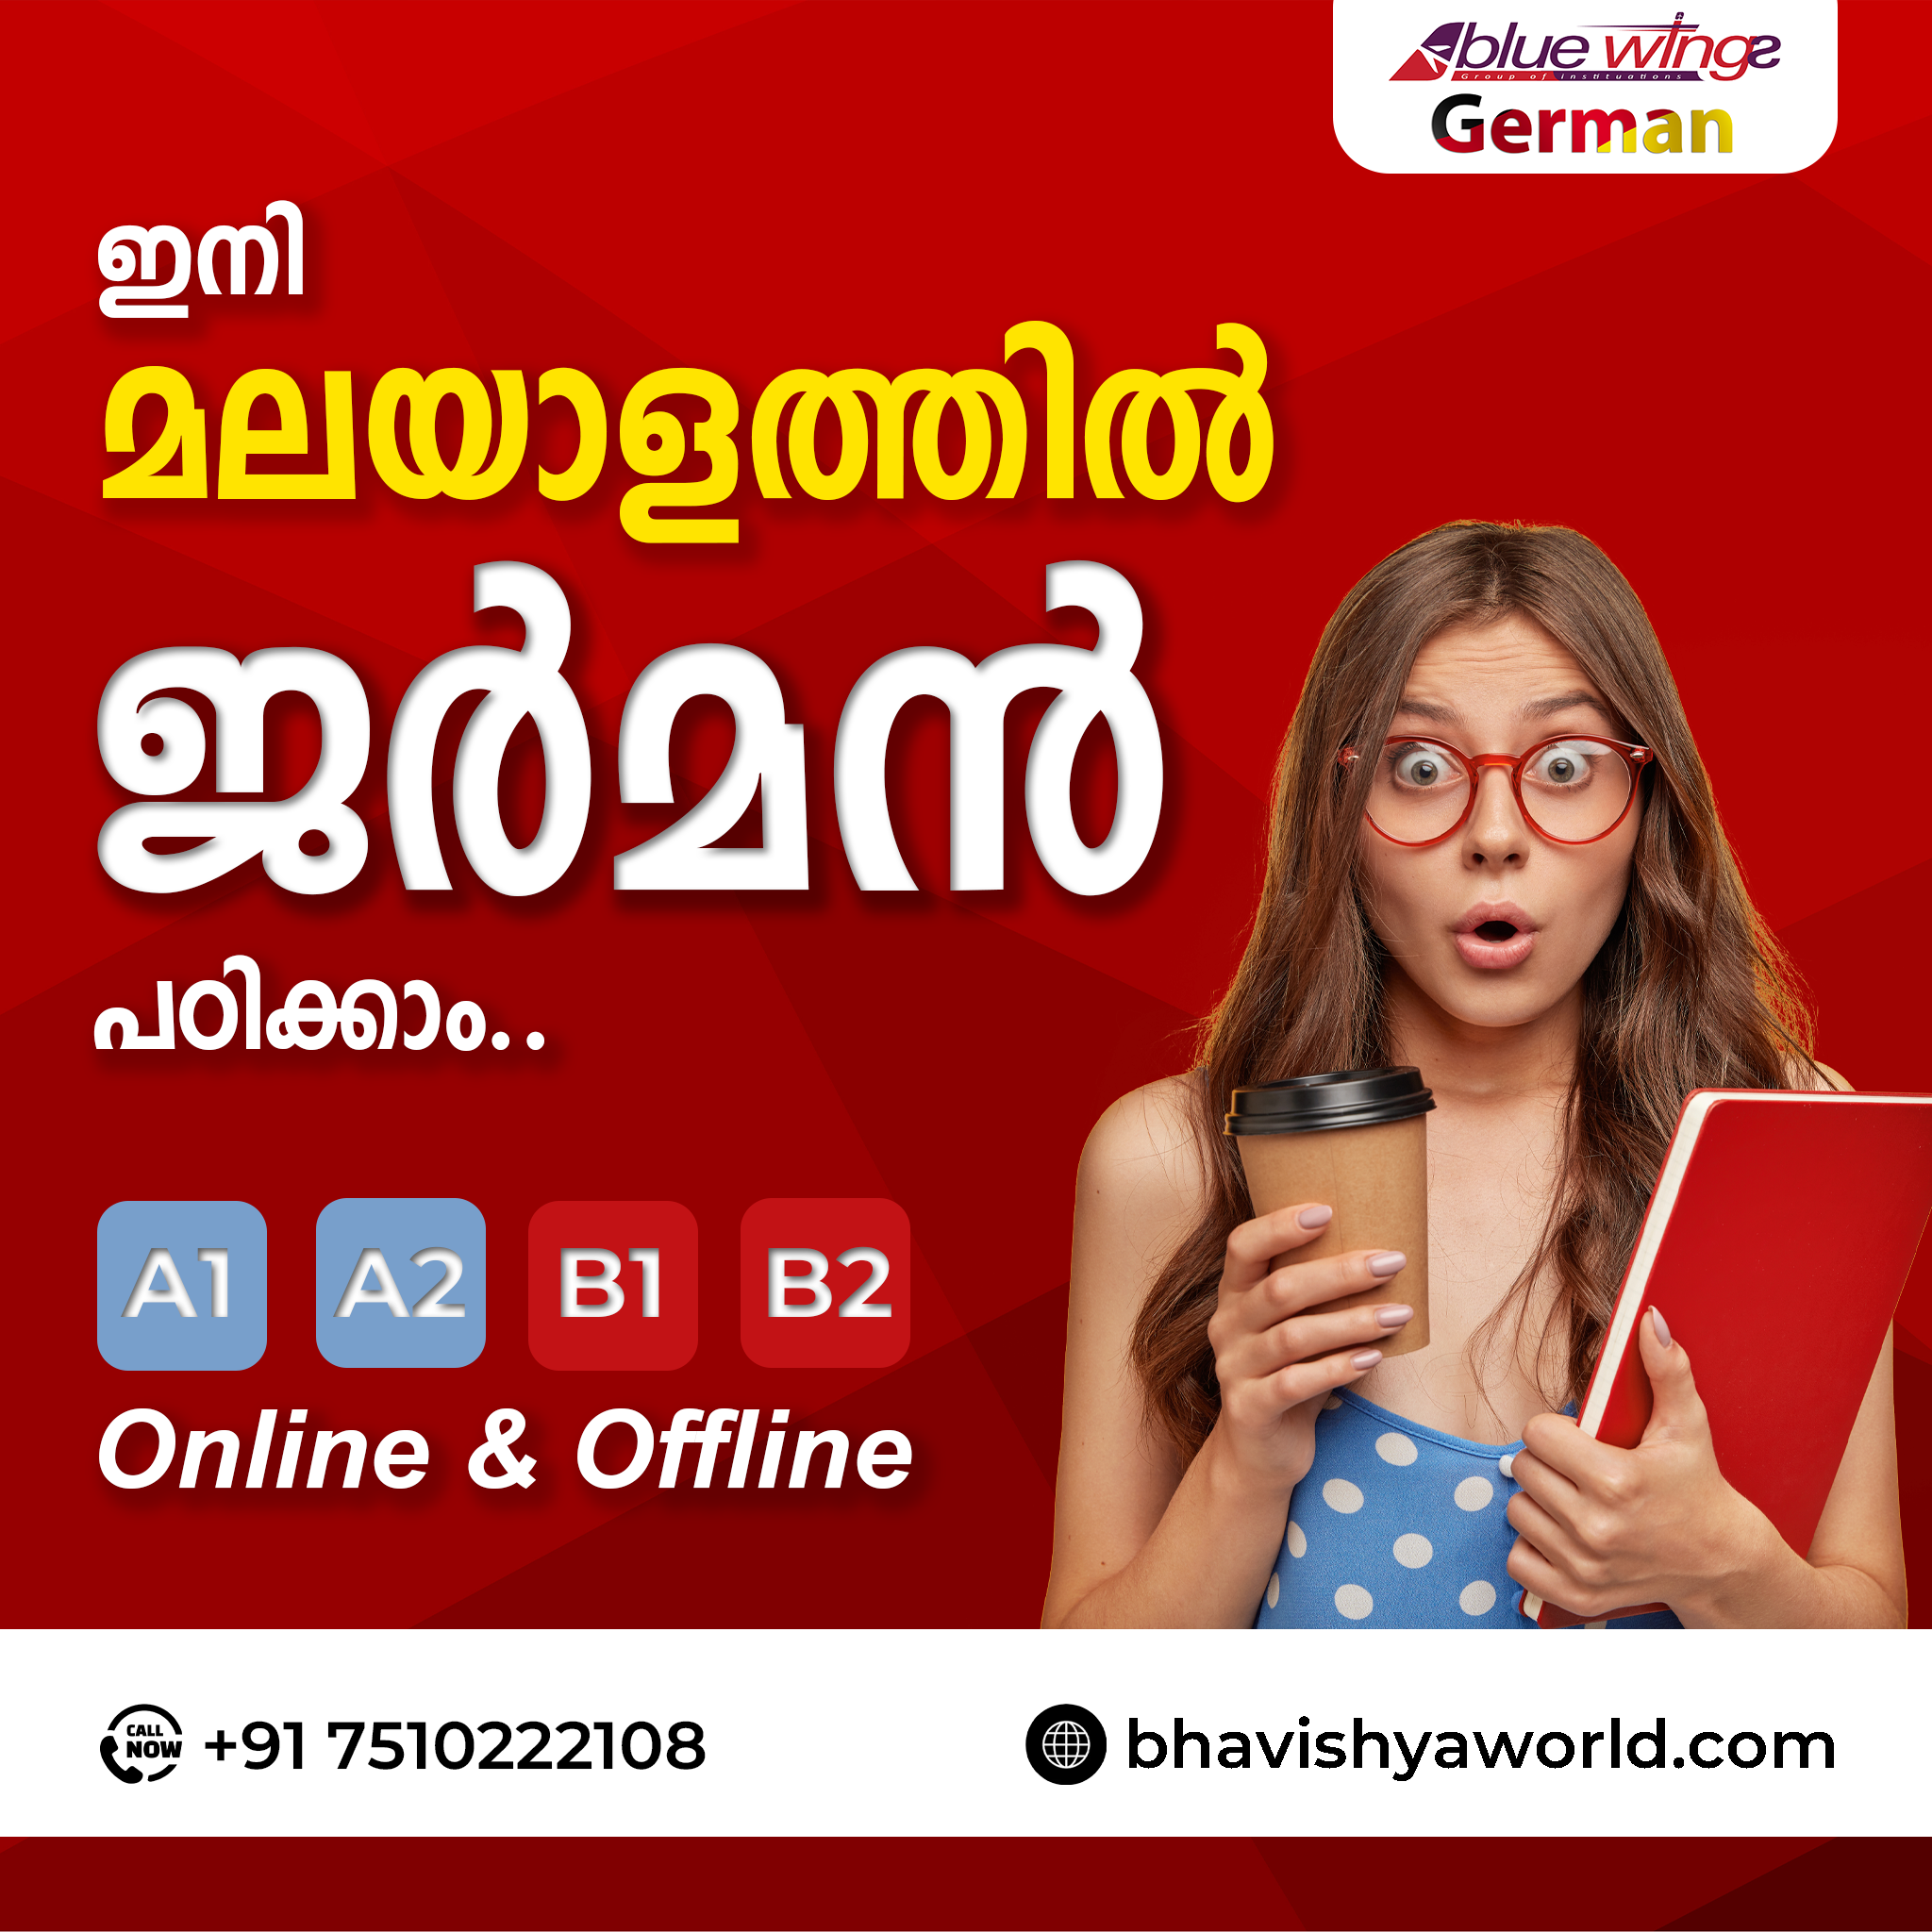 blue wings
Group of Instituations
German
ഇനി
മലയാളത്തിൽ
ജർമൻ
പഠിക്കാം..
A1 A2 B1 B2
Online & Offline
CALL NOW +91 7510222108
bhavishyaworld.com